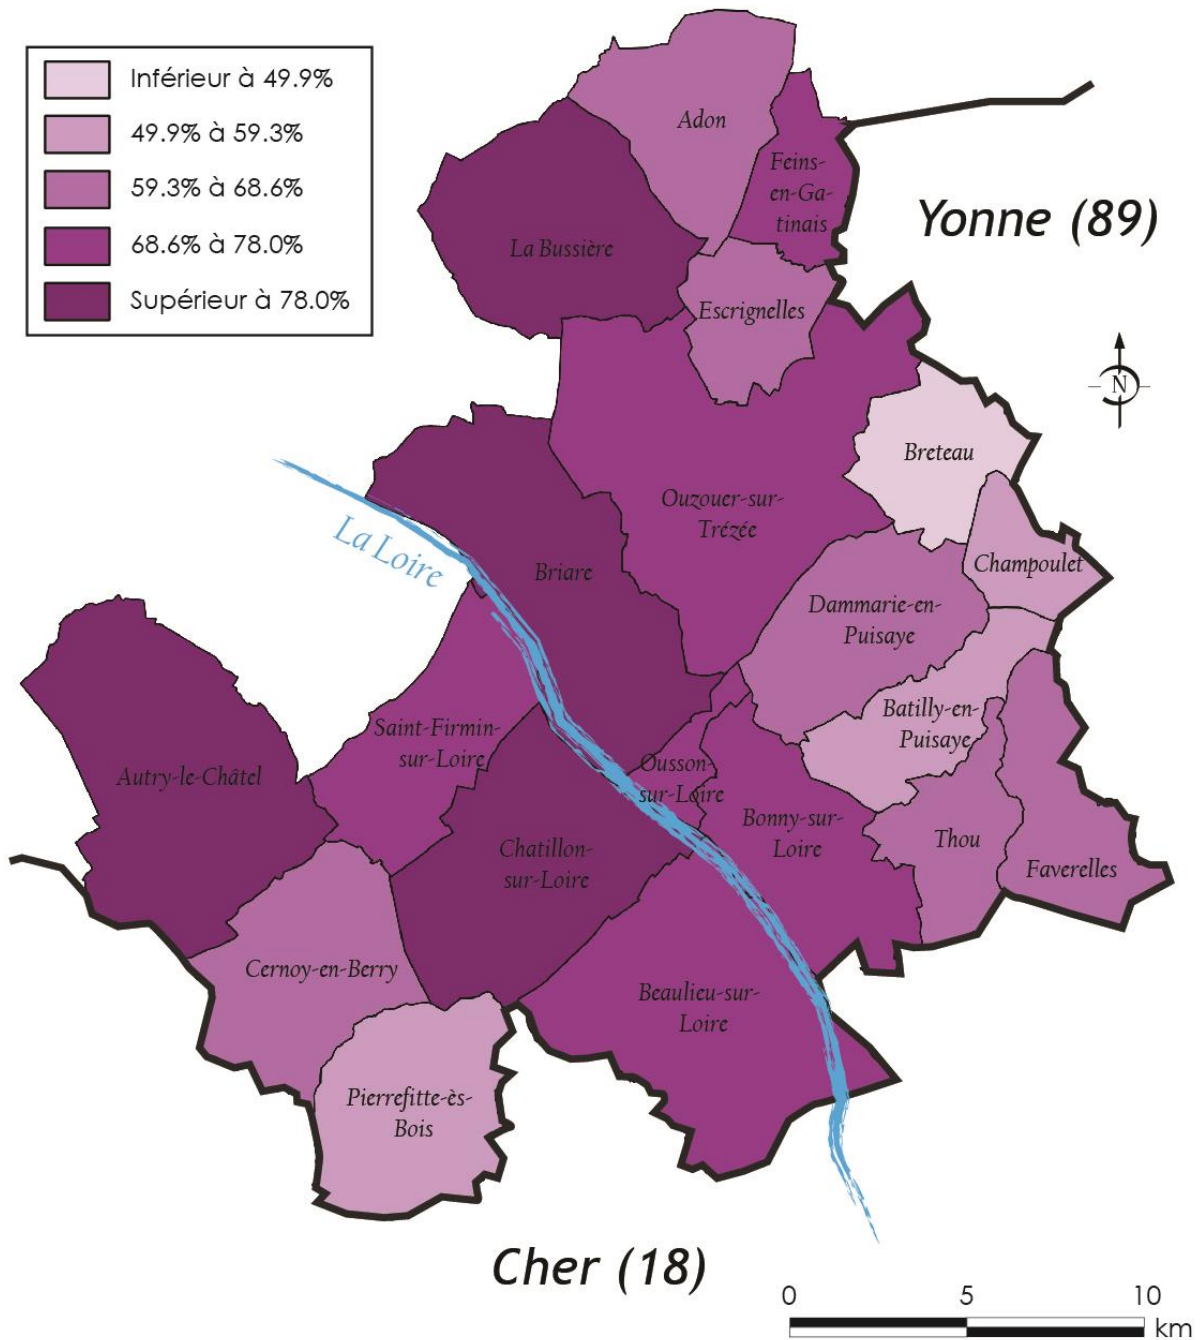 Inférieur à 49.9%
49.9% à 59.3%
59.3% à 68.6%
68.6% à 78.0%
Supérieur à 78.0%
Adon
Feins-
en-Ga-
tinais
Yonne (89)
La Bussière
Escrignelles
N
Breteau
Ouzouer-sur-
Trézée
La Loire
Briare
Champoulet
Dammarie-en-
Puisaye
Batilly-en-
Puisaye
Saint-Firmin-
sur-Loire
Autry-le-Châtel
Ousson-
sur-Loire
Bonny-sur-
Loire
Thou
Faverelles
Chatillon-
sur-Loire
Cernoy-en-Berry
Beaulieu-sur-
Loire
Pierrefitte-ès-
Bois
Cher (18)
0 5 10
km